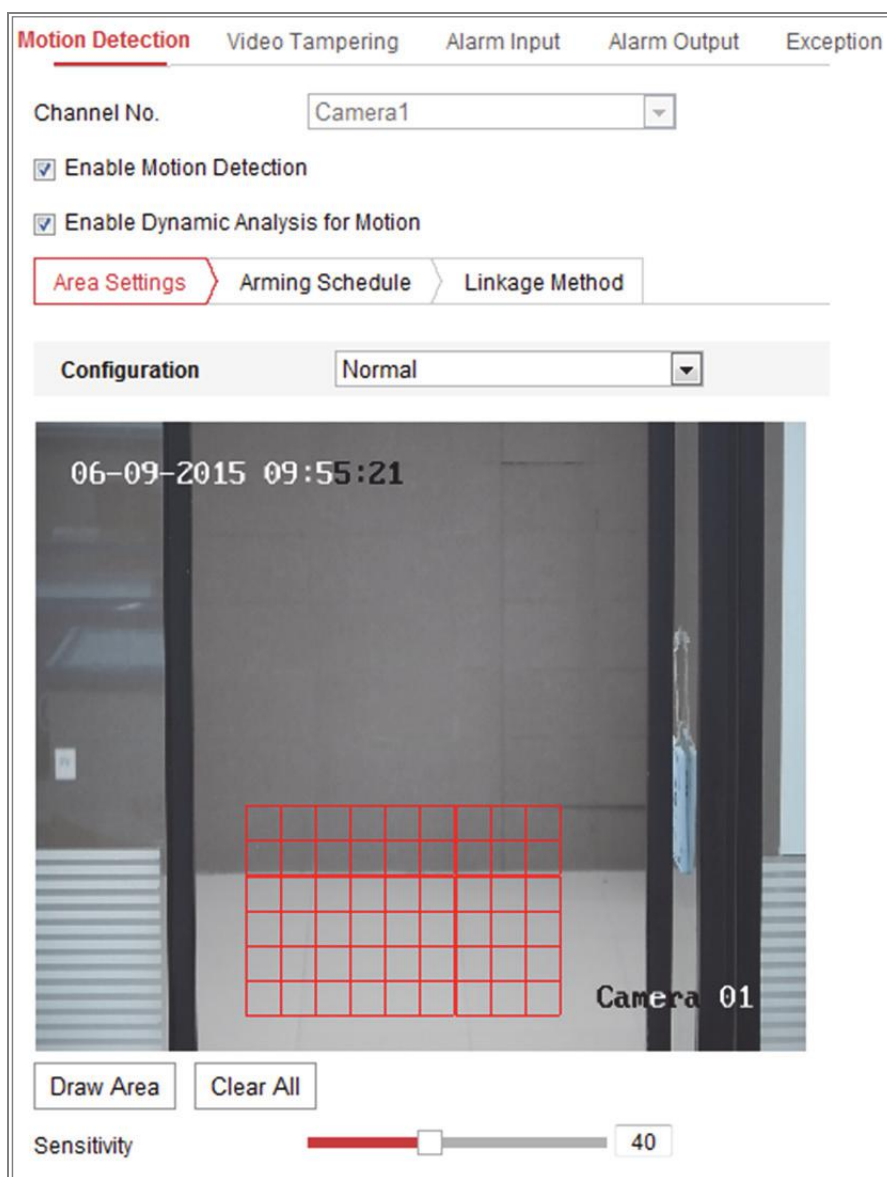 Motion Detection Video Tampering Alarm Input Alarm Output Exception
Channel No. Camera1
Enable Motion Detection
Enable Dynamic Analysis for Motion
Area Settings Arming Schedule Linkage Method
Configuration Normal
06-09-2015 09:55:21
Camera 01
Draw Area Clear All
Sensitivity 40